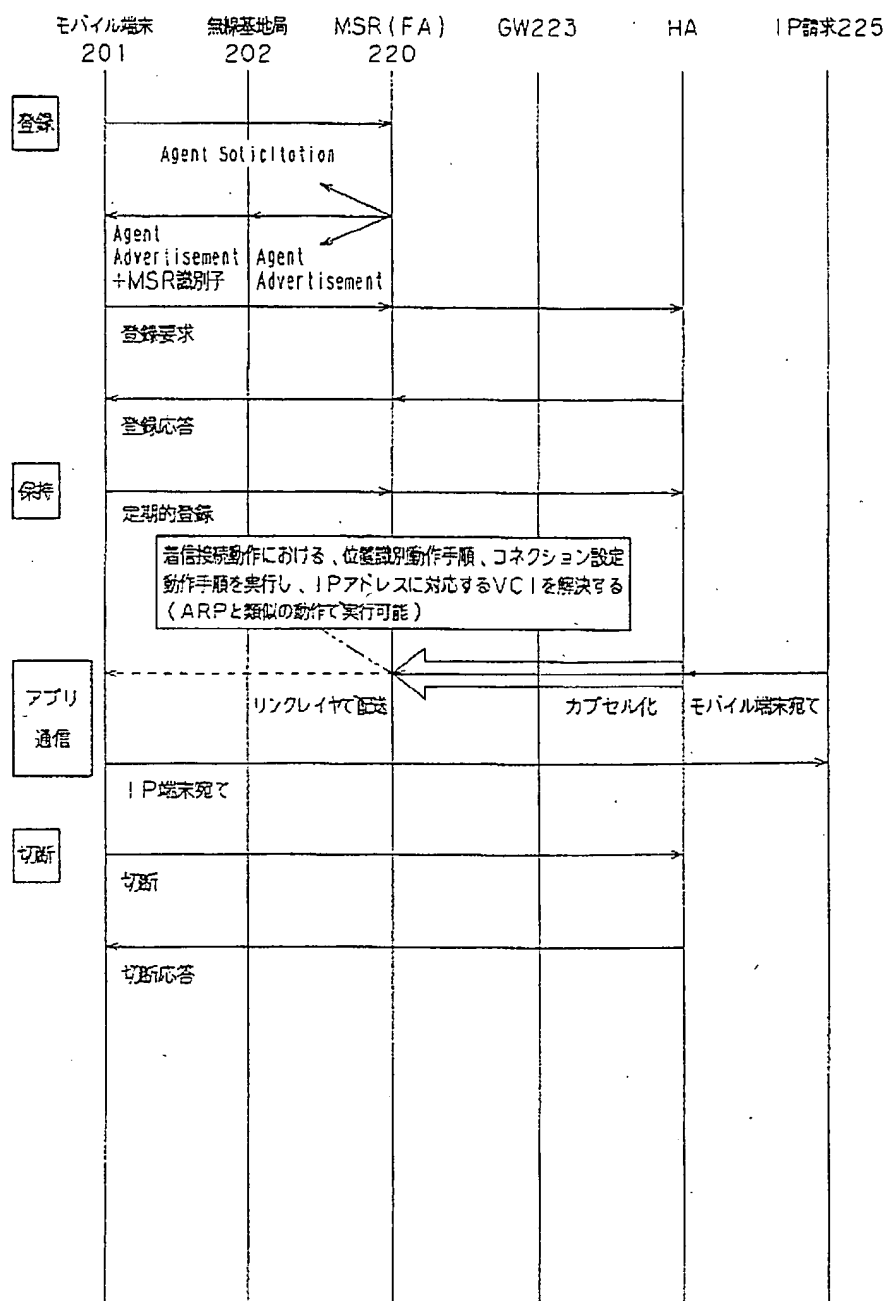 モバイル端末 無線基地局 MSR(FA) GW223 HA IP請求225
201 202 220
登録
Agent Solicitation
Agent
Advertisement
+MSR識別子
Agent
Advertisement
登録要求
登録応答
保持
定期的登録
着信接続動作における、位置識別動作手順、コネクション設定
動作手順を実行し、IPアドレスに対応するVCIを解決する
(ARPと類似の動作で実行可能)
アプリ
通信
リンクレイヤで配送
カプセル化
モバイル端末宛て
IP端末宛て
切断
切断
切断応答